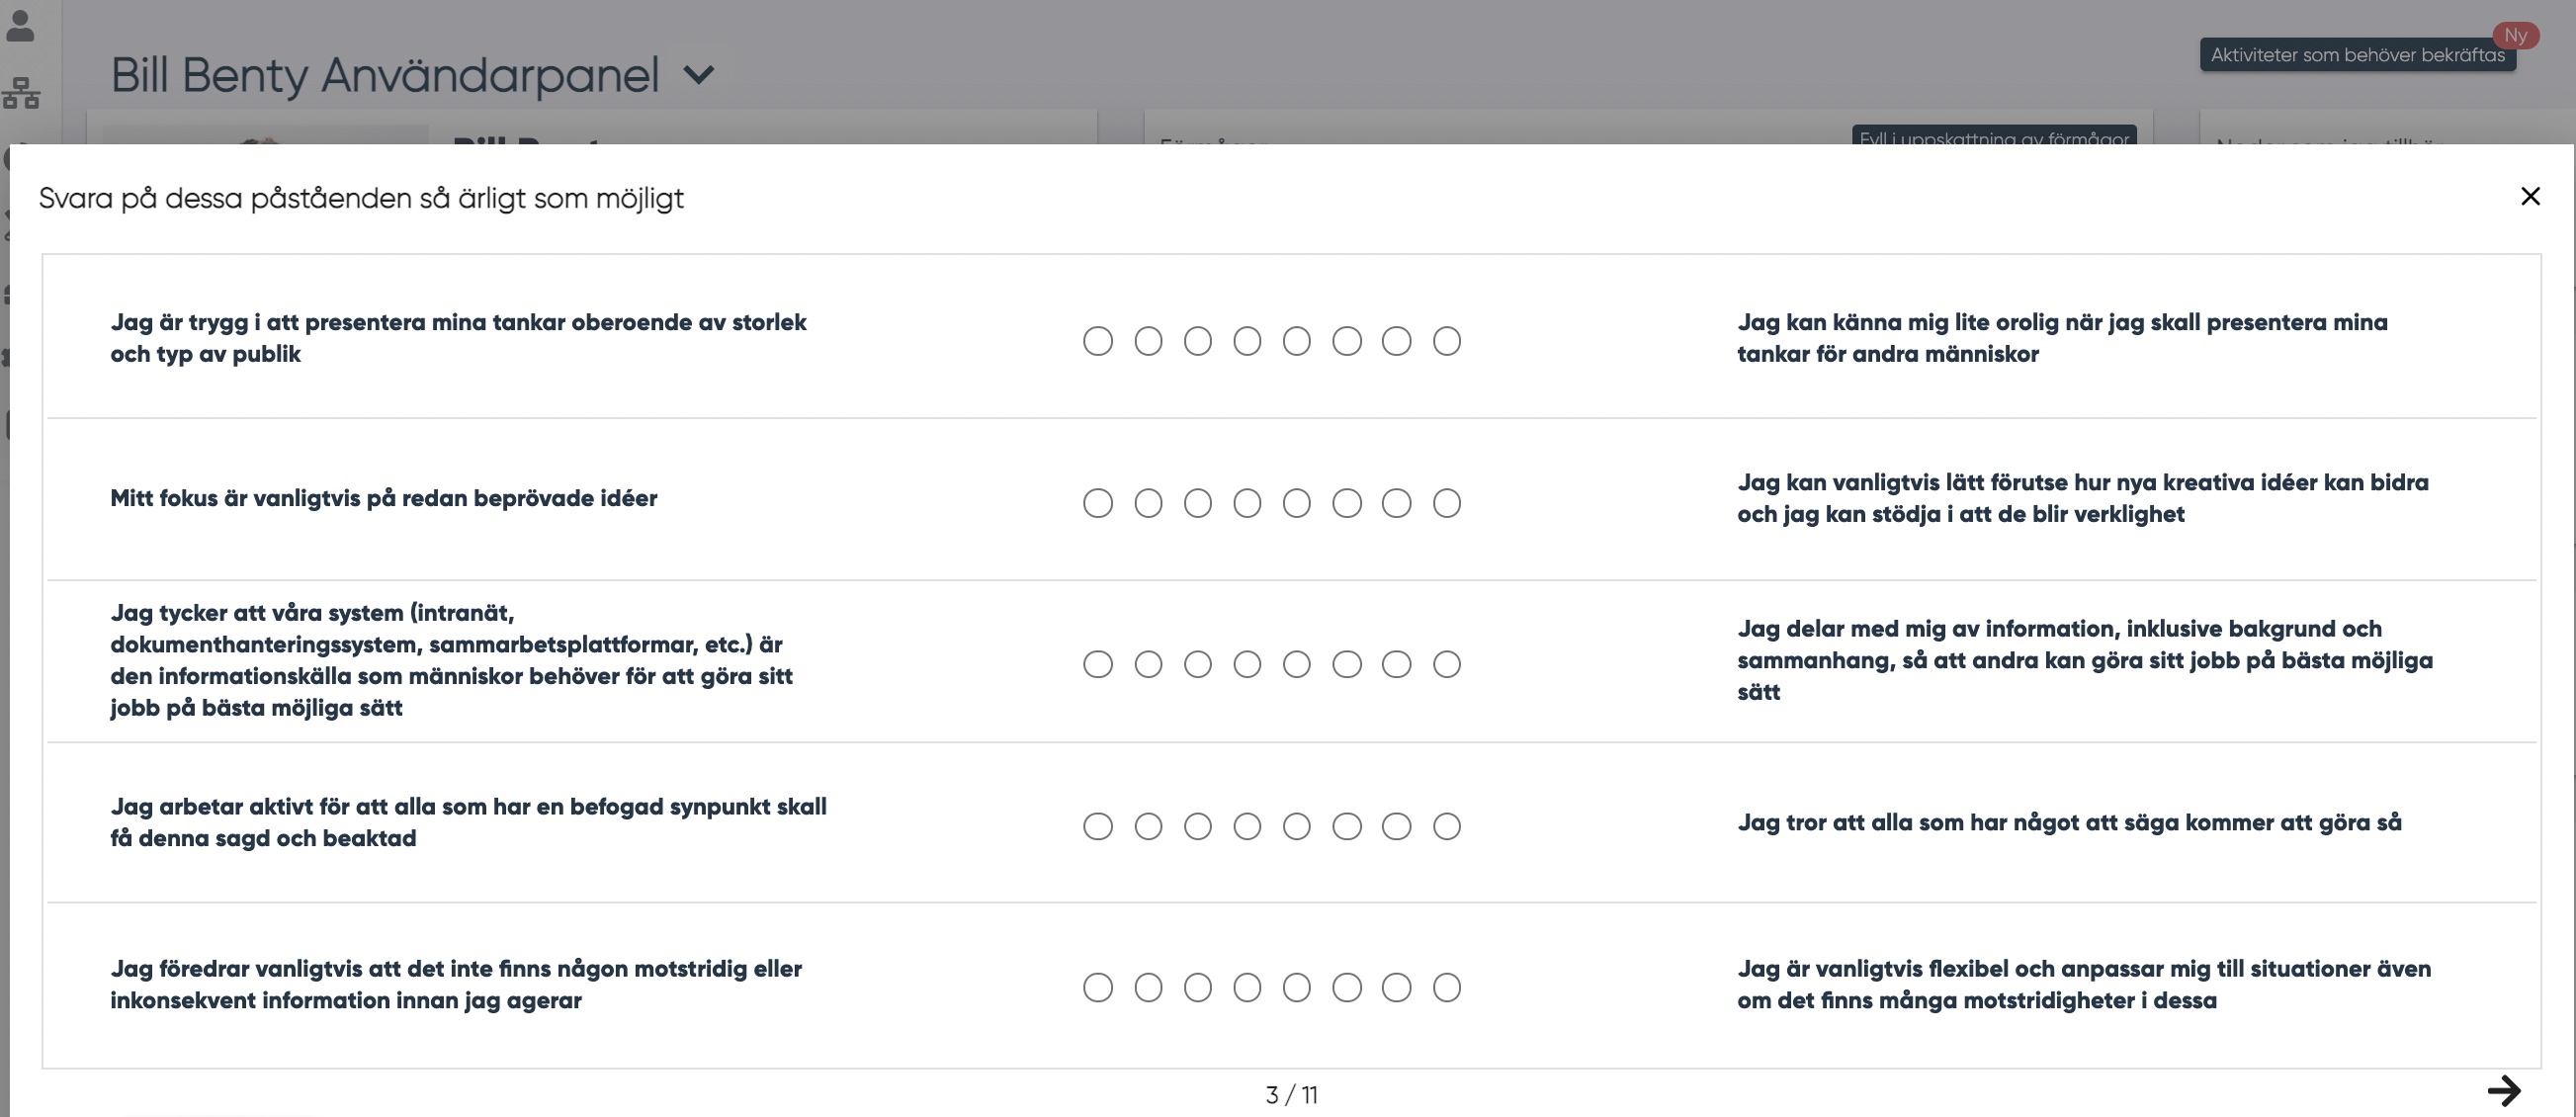 Bill Benty Användarpanel
Aktiviteter som behöver bekräftas
Ny
Fyll i uppskattning av förmågor
Svara på dessa påståenden så ärligt som möjligt
Jag är trygg i att presentera mina tankar oberoende av storlek
och typ av publik
Jag kan känna mig lite orolig när jag skall presentera mina
tankar för andra människor
Mitt fokus är vanligtvis på redan beprövade idéer
Jag kan vanligtvis lätt förutse hur nya kreativa idéer kan bidra
och jag kan stödja i att de blir verklighet
Jag tycker att våra system (intranät,
dokumenthanteringssystem, sammarbetsplattformar, etc.) är
den informationskälla som människor behöver för att göra sitt
jobb på bästa möjliga sätt
Jag delar med mig av information, inklusive bakgrund och
sammanhang, så att andra kan göra sitt jobb på bästa möjliga
sätt
Jag arbetar aktivt för att alla som har en befogad synpunkt skall
få denna sagd och beaktad
Jag tror att alla som har något att säga kommer att göra så
Jag föredrar vanligtvis att det inte finns någon motstridig eller
inkonsekvent information innan jag agerar
Jag är vanligtvis flexibel och anpassar mig till situationer även
om det finns många motstridigheter i dessa
3 / 11